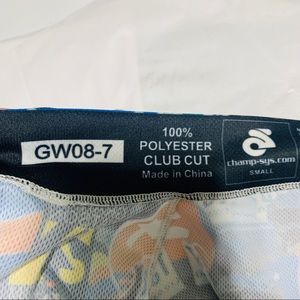 GW08-7
100%
POLYESTER
CLUB CUT
Made in China
champ-sys.com
SMALL